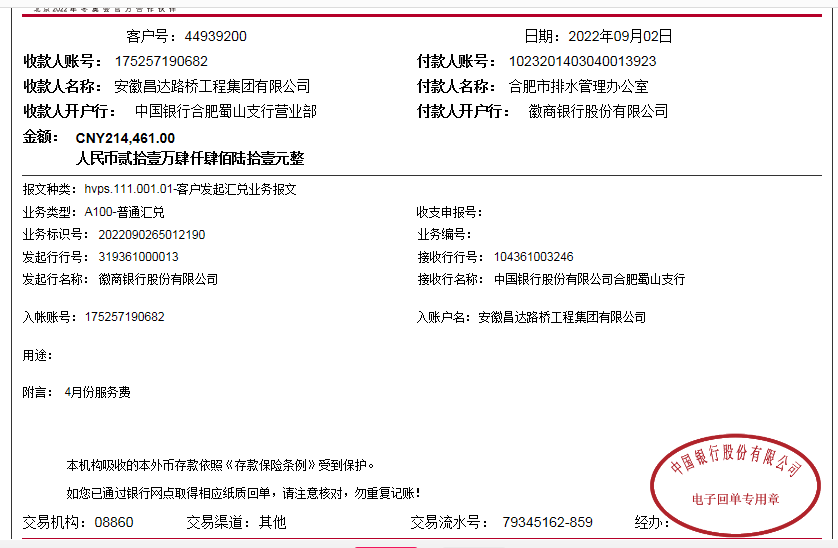 北京2022年冬奥会官方合作伙伴
客户号：44939200 日期：2022年09月02日
收款人账号： 175257190682 付款人账号： 1023201403040013923
收款人名称： 安徽昌达路桥工程集团有限公司 付款人名称： 合肥市排水管理办公室
收款人开户行： 中国银行合肥蜀山支行营业部 付款人开户行： 徽商银行股份有限公司
金额： CNY214,461.00
人民币贰拾壹万肆仟肆佰陆拾壹元整
报文种类：hvps.111.001.01-客户发起汇兑业务报文
业务类型：A100-普通汇兑 收支申报号：
业务标识号： 2022090265012190 业务编号：
发起行行号： 319361000013 接收行行号： 104361003246
发起行名称： 徽商银行股份有限公司 接收行名称： 中国银行股份有限公司合肥蜀山支行
入帐账号：175257190682 入账户名：安徽昌达路桥工程集团有限公司
用途：
附言： 4月份服务费
本机构吸收的本外币存款依照《存款保险条例》受到保护。
如您已通过银行网点取得相应纸质回单，请注意核对，勿重复记账！
中国银行股份有限公司
电子回单专用章
交易机构：08860 交易渠道：其他 交易流水号： 79345162-859 经办：